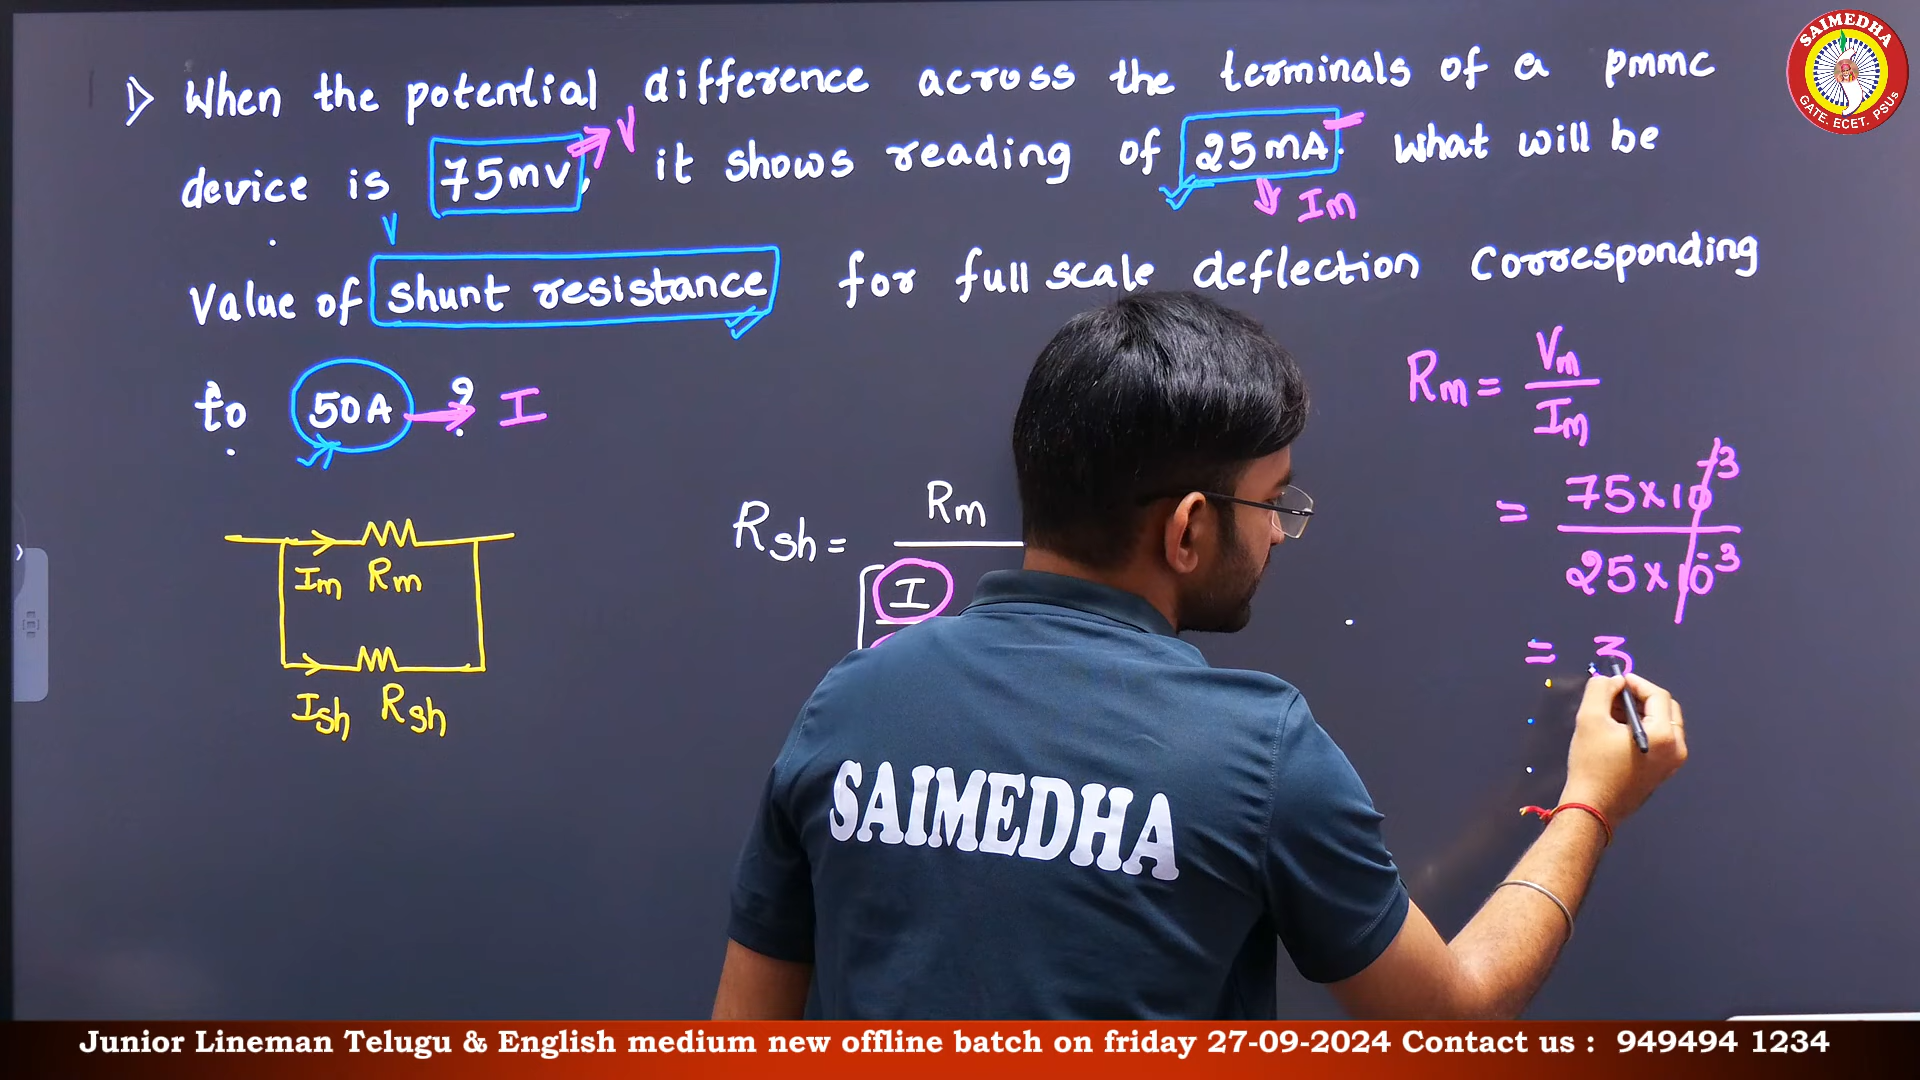 When the potential difference across the terminals of a PMMC
device is 75mV, it shows reading of 25mA. What will be
Value of shunt resistance for full scale deflection Corresponding
to 50A ?
V
Im
V
I
Im Rm
Ish Rsh
Rsh = Rm
I
Rm = Vm
Im
= 75×10⁻³
25×10⁻³
= 3
SAIMEDHA
SAIMEDHA
GATE. ECET. PSUs
Junior Lineman Telugu & English medium new offline batch on friday 27-09-2024 Contact us : 949494 1234